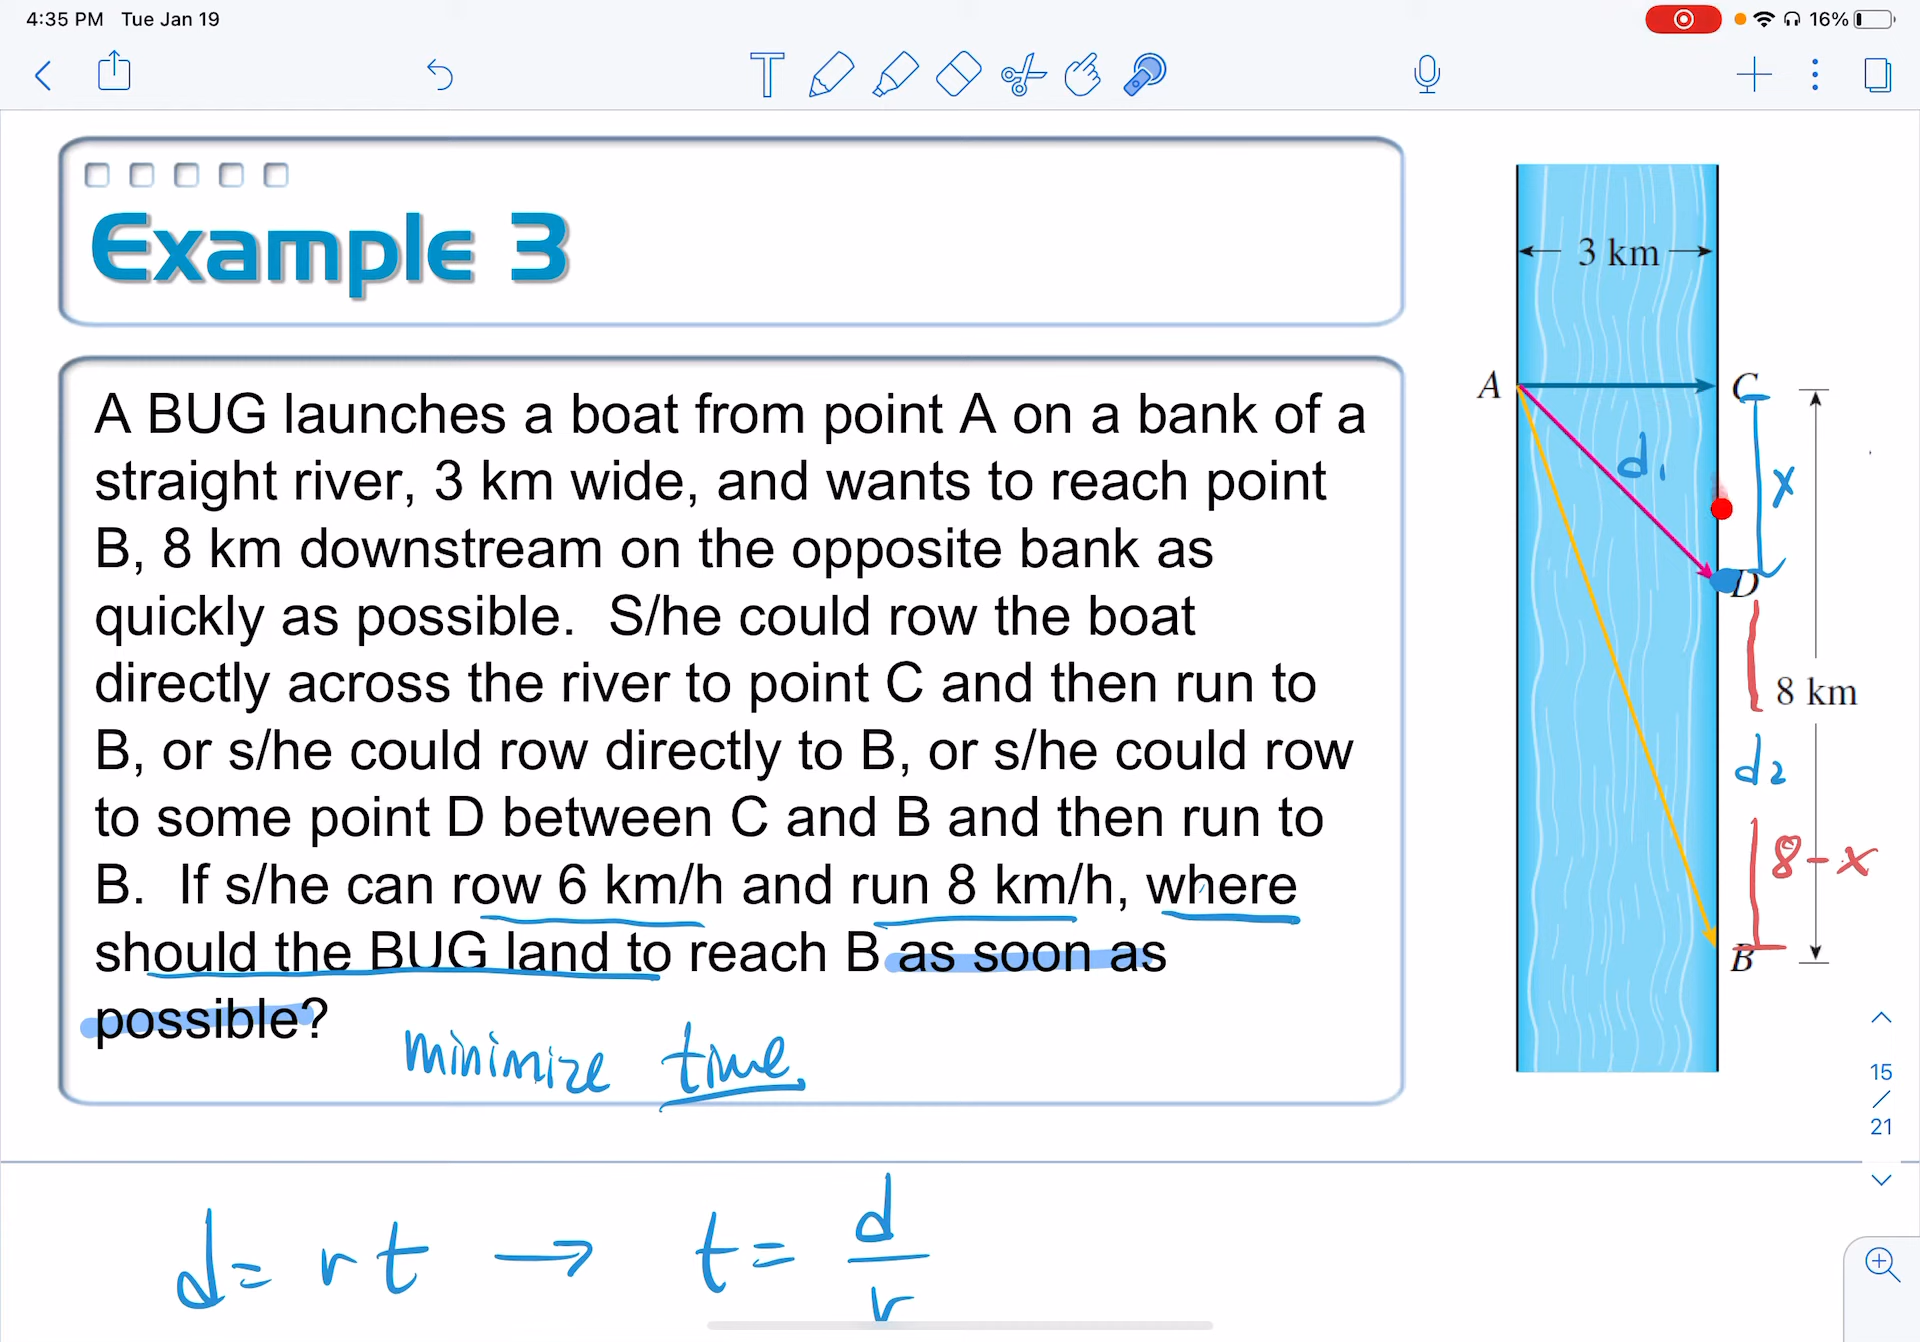 4:35 PM Tue Jan 19
16%
Example 3
A BUG launches a boat from point A on a bank of a
straight river, 3 km wide, and wants to reach point
B, 8 km downstream on the opposite bank as
quickly as possible. S/he could row the boat
directly across the river to point C and then run to
B, or s/he could row directly to B, or s/he could row
to some point D between C and B and then run to
B. If s/he can row 6 km/h and run 8 km/h, where
should the BUG land to reach B as soon as
possible?
minimize time
3 km
A
C
d₁
x
D
8 km
d₂
8-x
B
15
/
21
d = rt → t = d/r